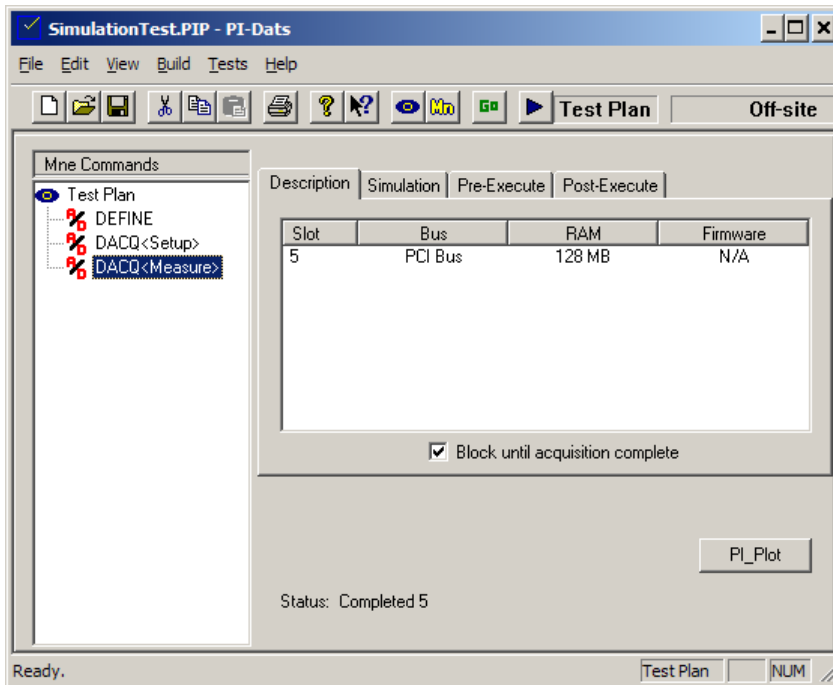 SimulationTest.PIP - PI-Dats
File Edit View Build Tests Help
Mn Go Test Plan Off-site
Mne Commands
Test Plan
DEFINE
DACQ<Setup>
DACQ<Measure>
Description Simulation Pre-Execute Post-Execute
Slot Bus RAM Firmware
5 PCI Bus 128 MB N/A
Block until acquisition complete
PI_Plot
Status: Completed 5
Ready. Test Plan NUM